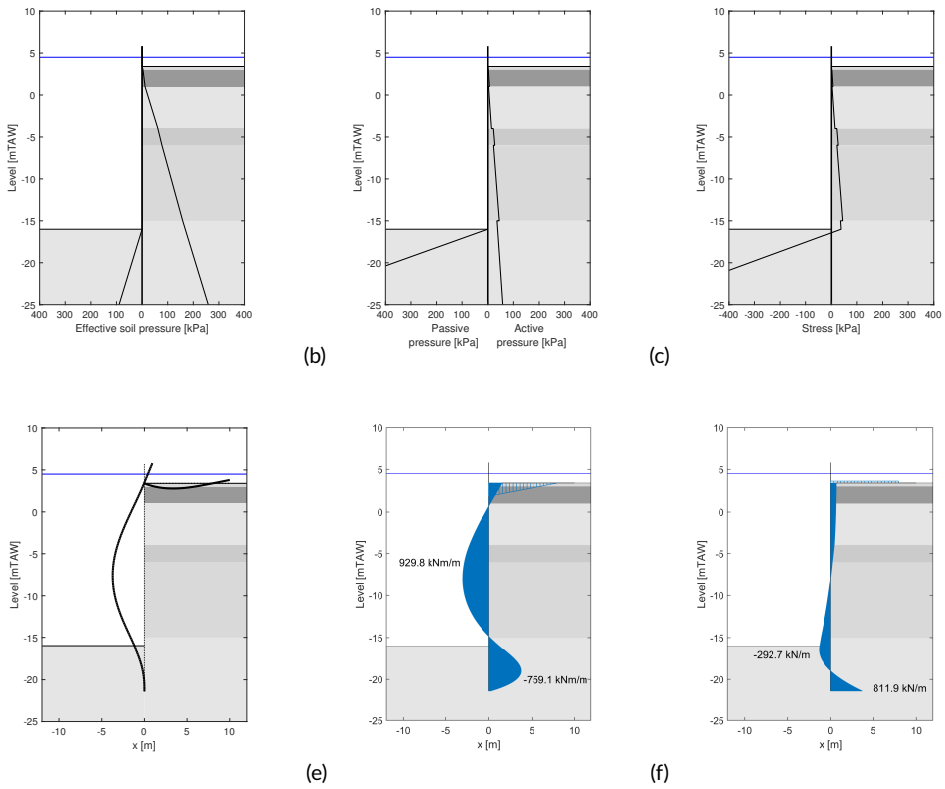 10
5
0
-5
-10
-15
-20
-25
Level [mTAW]
400 300 200 100 0 100 200 300 400
Effective soil pressure [kPa]
10
5
0
-5
-10
-15
-20
-25
Level [mTAW]
400 300 200 100 0 100 200 300 400
Passive Active
pressure [kPa] pressure [kPa]
10
5
0
-5
-10
-15
-20
-25
Level [mTAW]
-400 -300 -200 -100 0 100 200 300 400
Stress [kPa]
(b)
(c)
10
5
0
-5
-10
-15
-20
-25
Level [mTAW]
-10 -5 0 5 10
x [m]
10
5
0
-5
-10
-15
-20
-25
Level [mTAW]
929.8 kNm/m
-759.1 kNm/m
-10 -5 0 5 10
x [m]
10
5
0
-5
-10
-15
-20
-25
Level [mTAW]
-292.7 kN/m
811.9 kN/m
-10 -5 0 5 10
x [m]
(e)
(f)